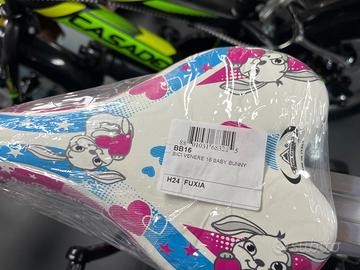 CASADEI
BB16
BICI VENERE 16 BABY BUNNY
H24 FUXIA